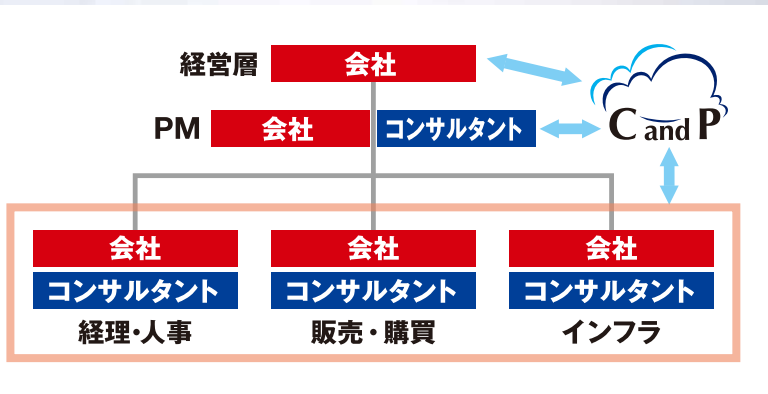 経営層 会社
PM 会社 コンサルタント
C and P
会社 会社 会社
コンサルタント コンサルタント コンサルタント
経理・人事 販売・購買 インフラ